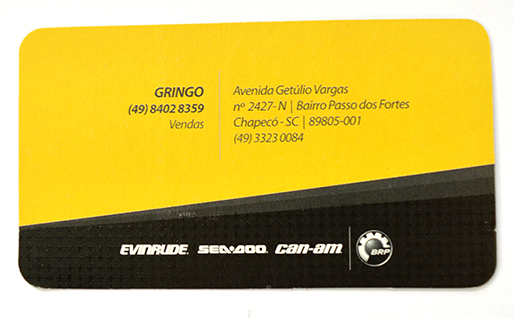 GRINGO
(49) 8402 8359
Vendas
Avenida Getúlio Vargas
nº 2427- N | Bairro Passo dos Fortes
Chapecó - SC | 89805-001
(49) 3323 0084
EVINRUDE. SEA-DOO. can-am. BRP